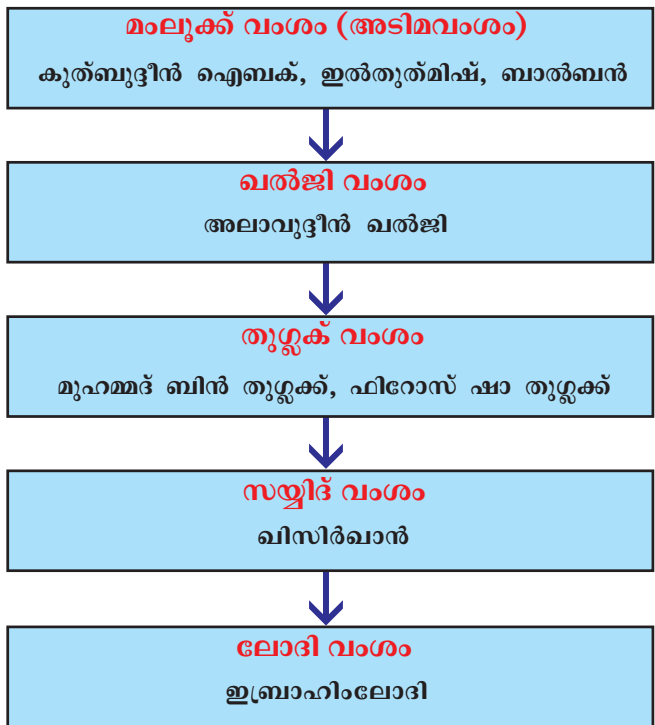 മംലൂക്ക് വംശം (അടിമവംശം)
കുത്ബുദ്ദീൻ ഐബക്, ഇൽതുത്മിഷ്, ബാൽബൻ
ഖൽജി വംശം
അലാവുദ്ദീൻ ഖൽജി
തുഗ്ലക് വംശം
മുഹമ്മദ് ബിൻ തുഗ്ലക്ക്, ഫിറോസ് ഷാ തുഗ്ലക്ക്
സയ്യിദ് വംശം
ഖിസിർഖാൻ
ലോദി വംശം
ഇബ്രാഹിംലോദി